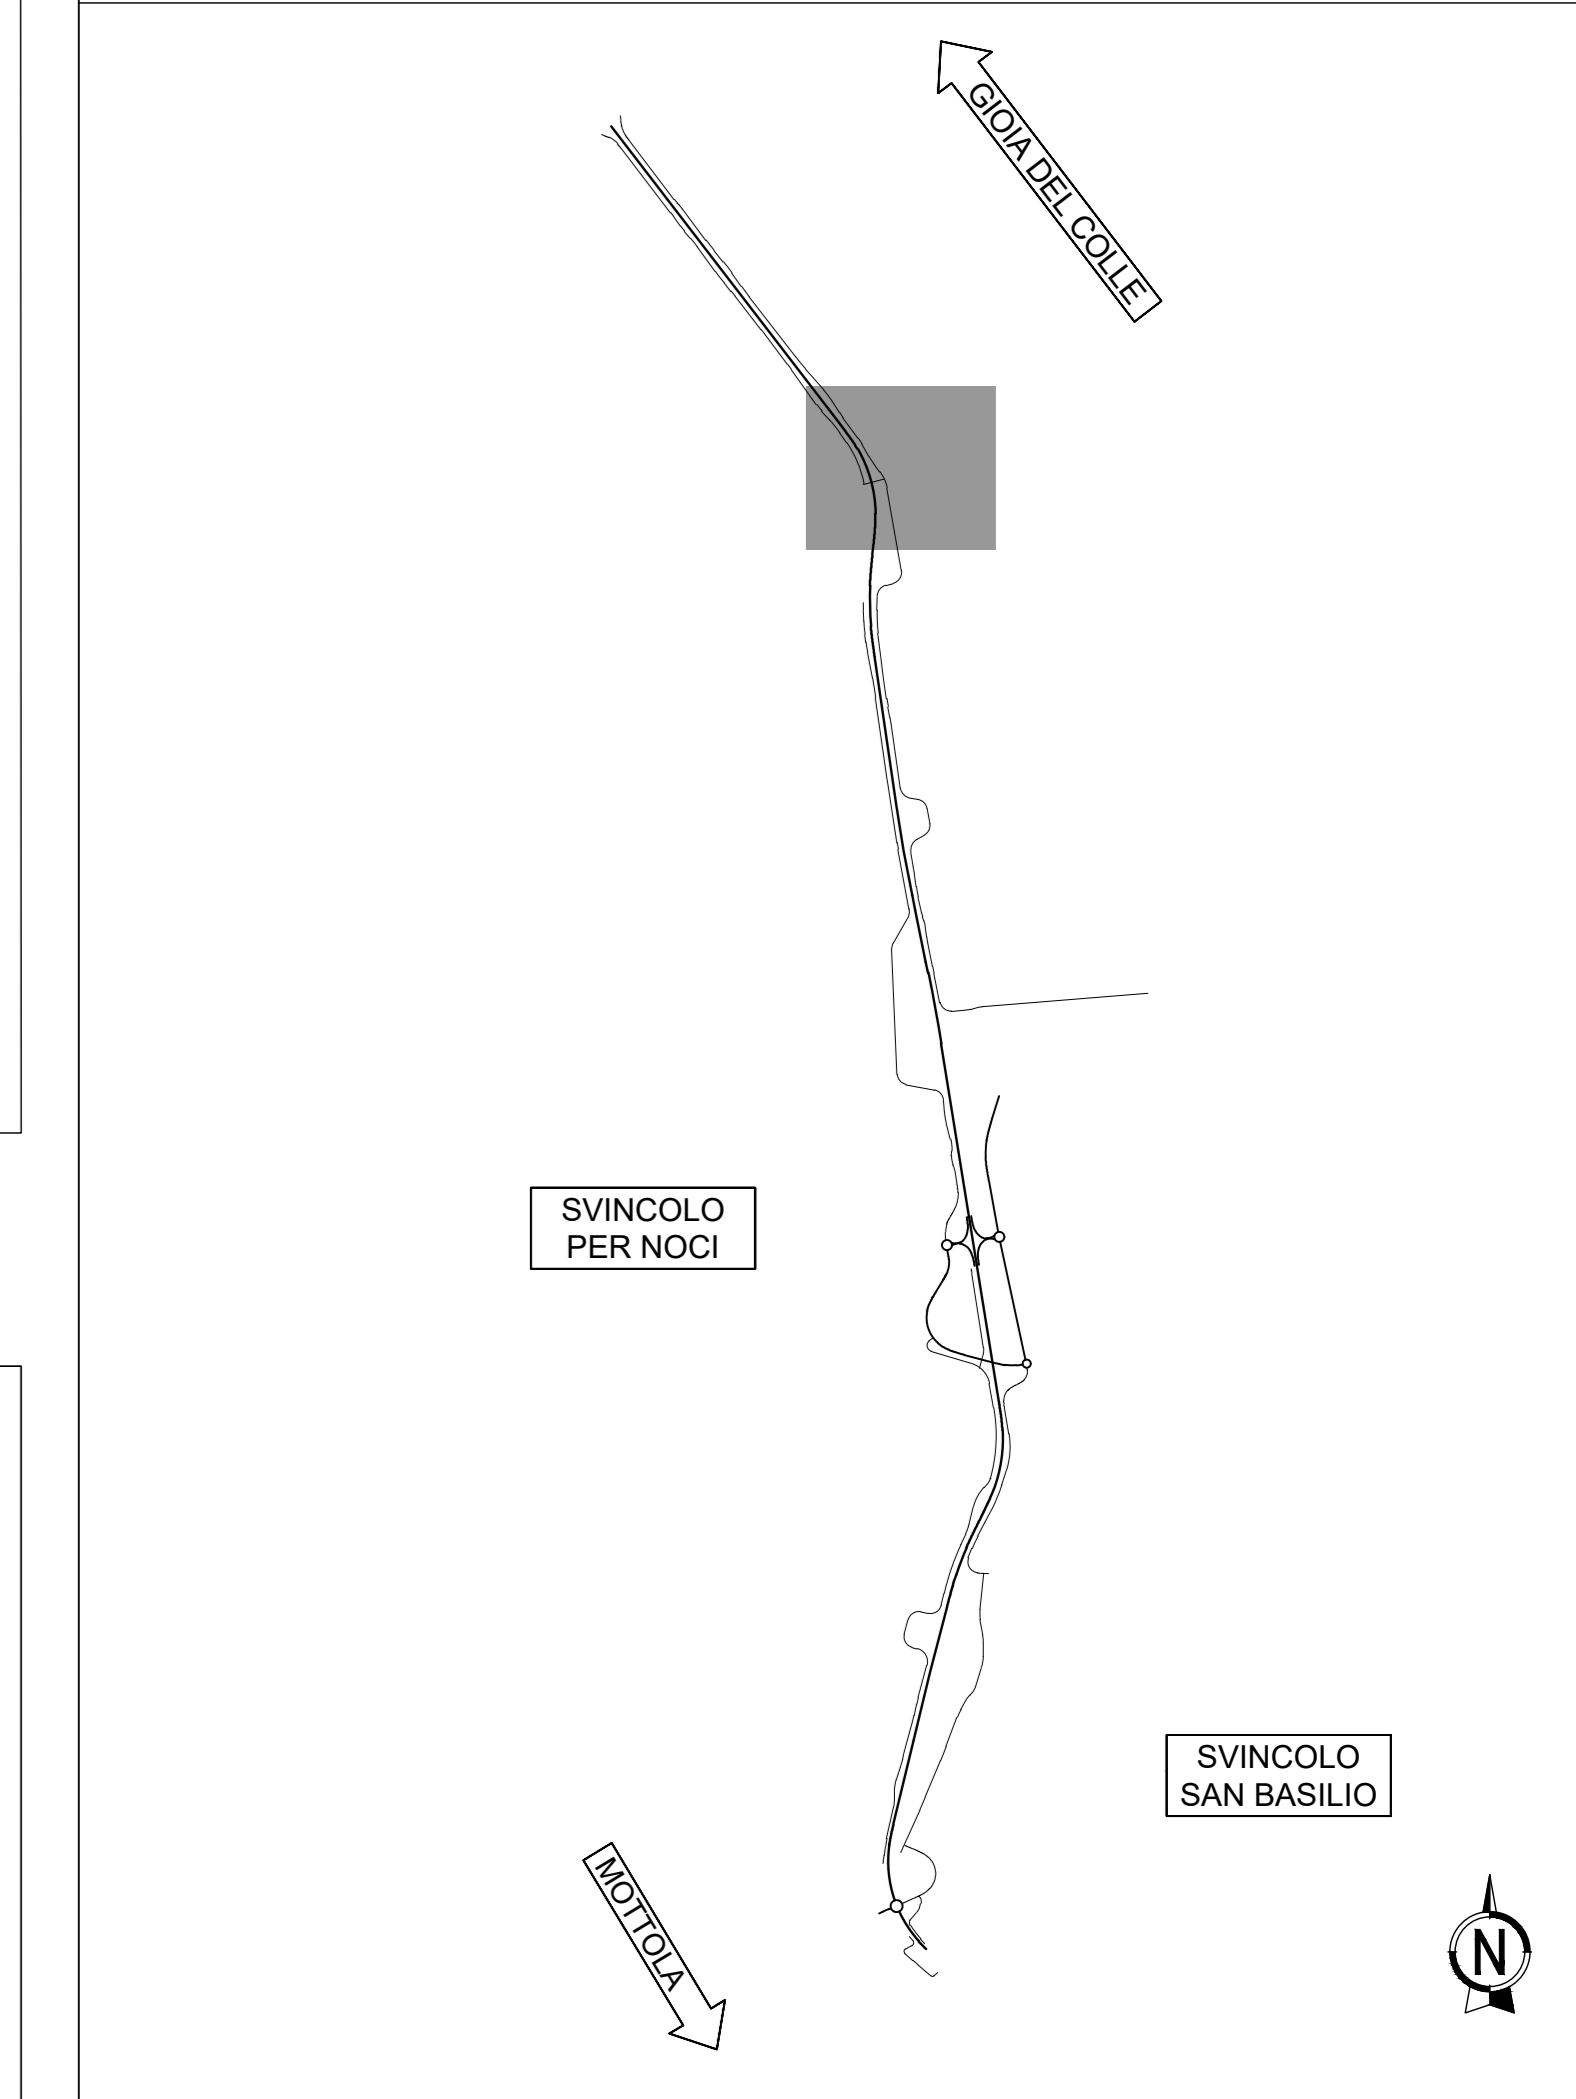 GIOIA DEL COLLE
SVINCOLO
PER NOCI
SVINCOLO
SAN BASILIO
MOTTOLA
N